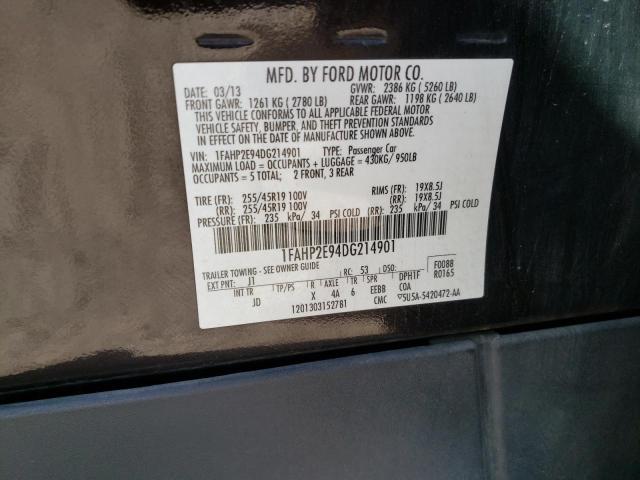 MFD. BY FORD MOTOR CO.
DATE: 03/13 GVWR: 2386 KG ( 5260 LB)
FRONT GAWR: 1261 KG ( 2780 LB) REAR GAWR: 1198 KG ( 2640 LB)
THIS VEHICLE CONFORMS TO ALL APPLICABLE FEDERAL MOTOR
VEHICLE SAFETY, BUMPER, AND THEFT PREVENTION STANDARDS
IN EFFECT ON THE DATE OF MANUFACTURE SHOWN ABOVE.
VIN: 1FAHP2E94DG214901 TYPE: Passenger Car
MAXIMUM LOAD = OCCUPANTS + LUGGAGE = 430KG/950LB
OCCUPANTS = 5 TOTAL; 2 FRONT, 3 REAR
TIRE (FR): 255/45R19 100V RIMS (FR): 19X8.5J
(RR): 255/45R19 100V (RR): 19X8.5J
PRESSURE (FR): 235 kPa/ 34 PSI COLD (RR): 235 kPa/ 34 PSI COLD
1FAHP2E94DG214901
TRAILER TOWING - SEE OWNER GUIDE
EXT PNT: J1 RC: 53 DSO: F0088
INT TR TP/PS R AXLE TR SPR DPHTF R0165
JD X 4A 6 EEBB COA
1201303152781 CMC ▽5U5A-5420472-AA